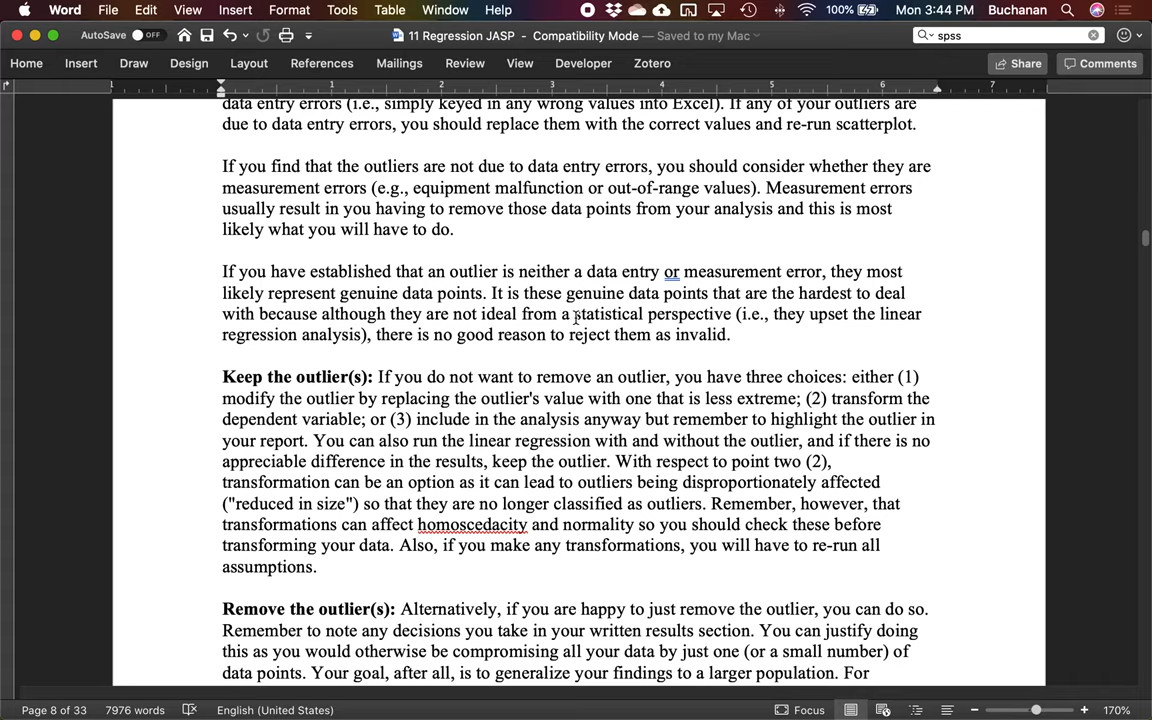 Word File Edit View Insert Format Tools Table Window Help 100% Mon 3:44 PM Buchanan
AutoSave OFF 11 Regression JASP - Compatibility Mode — Saved to my Mac spss
Home Insert Draw Design Layout References Mailings Review View Developer Zotero Share Comments
1 1 2 3 4 5 6 7
data entry errors (i.e., simply keyed in any wrong values into Excel). If any of your outliers are
due to data entry errors, you should replace them with the correct values and re-run scatterplot.
If you find that the outliers are not due to data entry errors, you should consider whether they are
measurement errors (e.g., equipment malfunction or out-of-range values). Measurement errors
usually result in you having to remove those data points from your analysis and this is most
likely what you will have to do.
If you have established that an outlier is neither a data entry or measurement error, they most
likely represent genuine data points. It is these genuine data points that are the hardest to deal
with because although they are not ideal from a statistical perspective (i.e., they upset the linear
regression analysis), there is no good reason to reject them as invalid.
Keep the outlier(s): If you do not want to remove an outlier, you have three choices: either (1)
modify the outlier by replacing the outlier's value with one that is less extreme; (2) transform the
dependent variable; or (3) include in the analysis anyway but remember to highlight the outlier in
your report. You can also run the linear regression with and without the outlier, and if there is no
appreciable difference in the results, keep the outlier. With respect to point two (2),
transformation can be an option as it can lead to outliers being disproportionately affected
("reduced in size") so that they are no longer classified as outliers. Remember, however, that
transformations can affect homoscedacity and normality so you should check these before
transforming your data. Also, if you make any transformations, you will have to re-run all
assumptions.
Remove the outlier(s): Alternatively, if you are happy to just remove the outlier, you can do so.
Remember to note any decisions you take in your written results section. You can justify doing
this as you would otherwise be compromising all your data by just one (or a small number) of
data points. Your goal, after all, is to generalize your findings to a larger population. For
Page 8 of 33 7976 words English (United States) Focus 170%